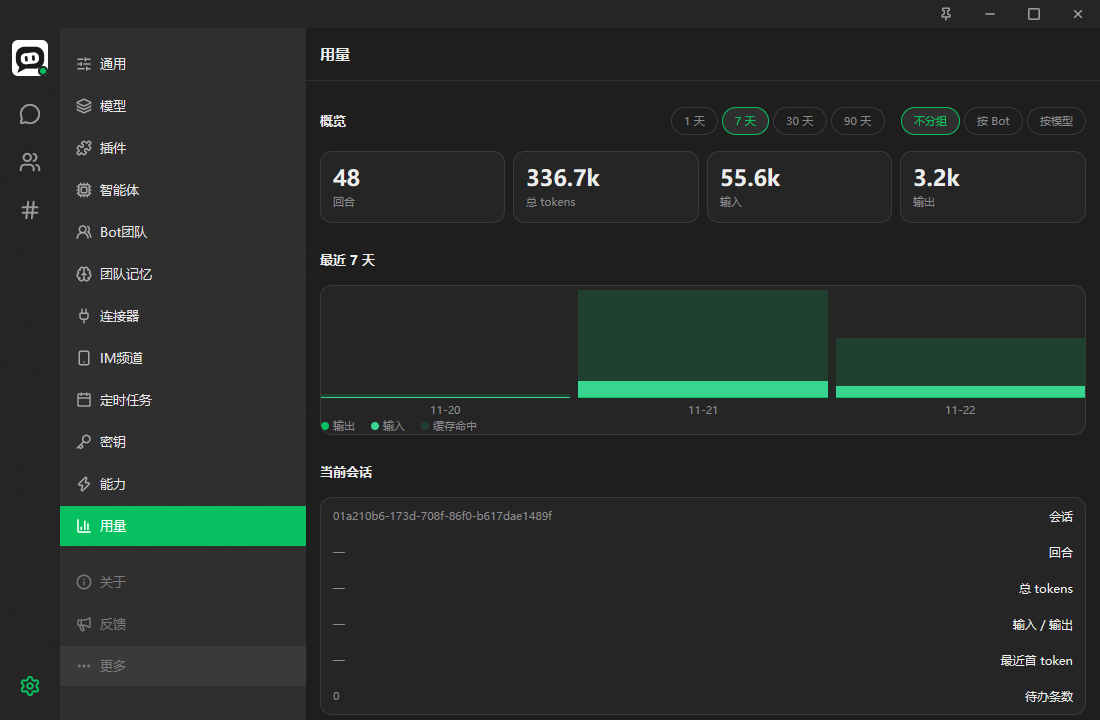 通用
模型
插件
智能体
Bot团队
团队记忆
连接器
IM频道
定时任务
密钥
能力
用量
关于
反馈
更多
用量
概览
1 天
7 天
30 天
90 天
不分组
按 Bot
按模型
48
回合
336.7k
总 tokens
55.6k
输入
3.2k
输出
最近 7 天
11-20
11-21
11-22
输出
输入
缓存命中
当前会话
01a210b6-173d-708f-86f0-b617dae1489f
会话
—
回合
—
总 tokens
—
输入 / 输出
—
最近首 token
0
待办条数